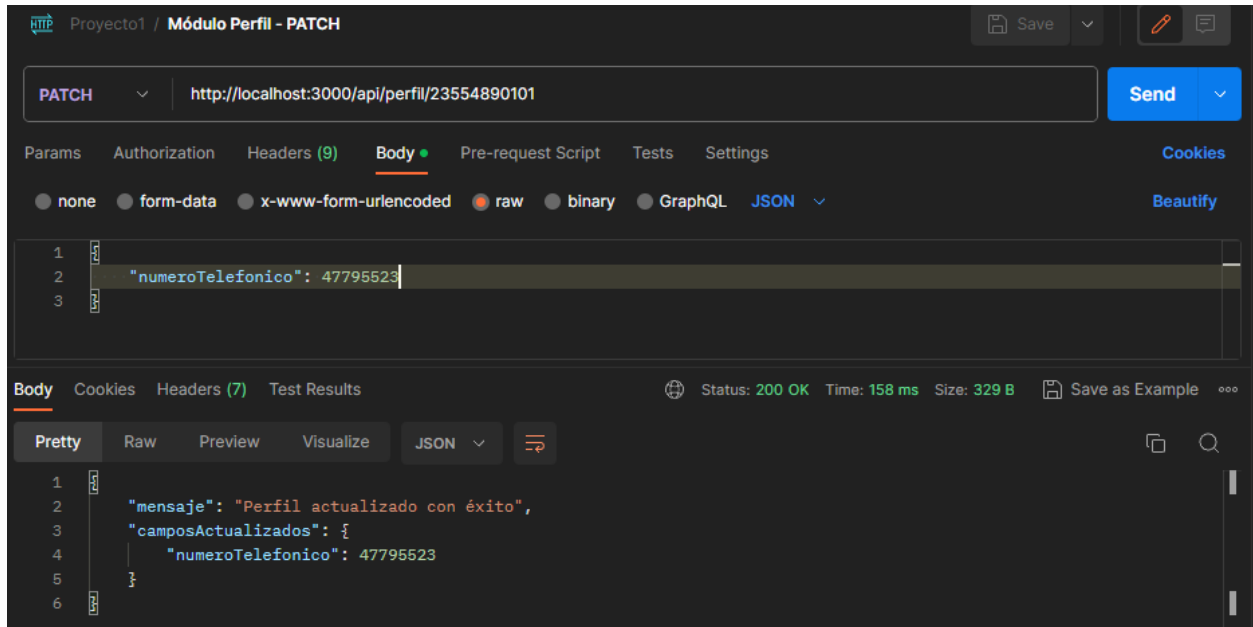 HTTP Proyecto1 / Módulo Perfil - PATCH Save
PATCH http://localhost:3000/api/perfil/23554890101 Send
Params Authorization Headers (9) Body Pre-request Script Tests Settings Cookies
none form-data x-www-form-urlencoded raw binary GraphQL JSON Beautify
1 {
2 "numeroTelefonico": 47795523
3 }
Body Cookies Headers (7) Test Results Status: 200 OK Time: 158 ms Size: 329 B Save as Example
Pretty Raw Preview Visualize JSON
1 {
2 "mensaje": "Perfil actualizado con éxito",
3 "camposActualizados": {
4 "numeroTelefonico": 47795523
5 }
6 }